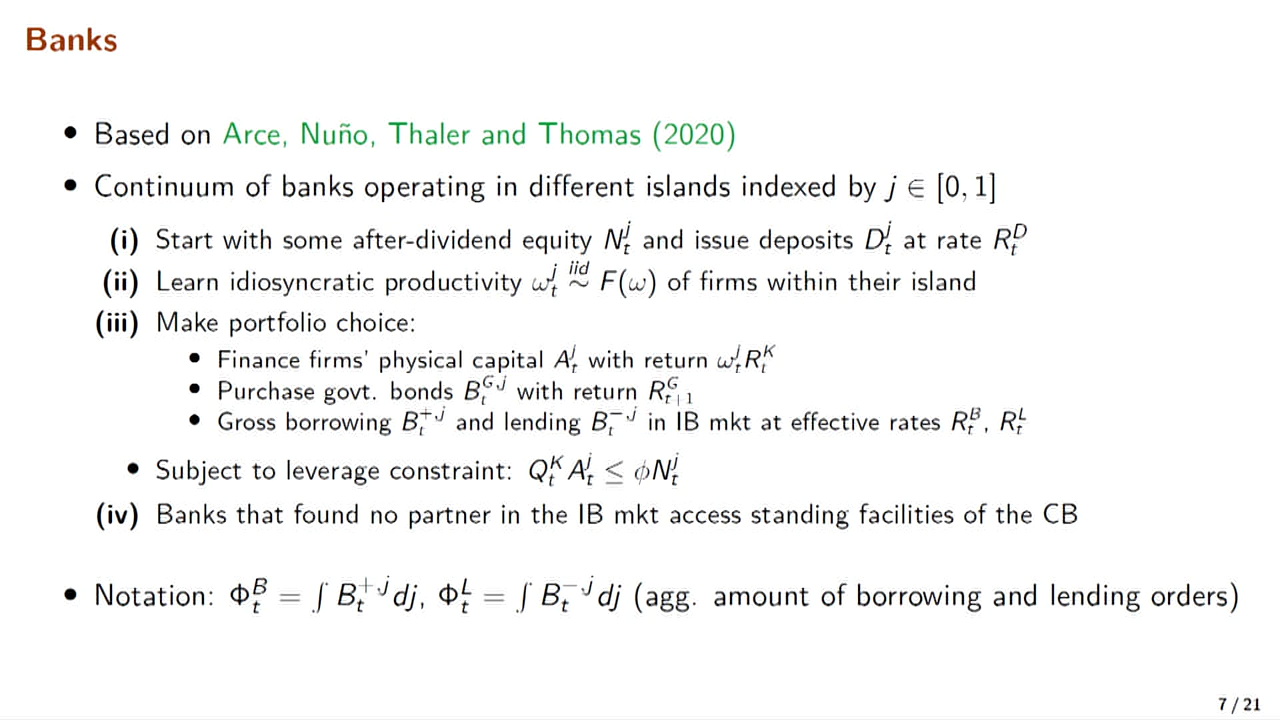 Banks
• Based on Arce, Nuño, Thaler and Thomas (2020)
• Continuum of banks operating in different islands indexed by j ∈ [0, 1]
(i) Start with some after-dividend equity N_t^j and issue deposits D_t^j at rate R_t^D
(ii) Learn idiosyncratic productivity ω_t^j iid ~ F(ω) of firms within their island
(iii) Make portfolio choice:
• Finance firms' physical capital A_t^j with return ω_t^j R_t^K
• Purchase govt. bonds B_t^{G,j} with return R_{t+1}^G
• Gross borrowing B_t^{+,j} and lending B_t^{-,j} in IB mkt at effective rates R_t^B, R_t^L
• Subject to leverage constraint: Q_t^K A_t^j ≤ φN_t^j
(iv) Banks that found no partner in the IB mkt access standing facilities of the CB
• Notation: Φ_t^B = ∫ B_t^{+,j} dj, Φ_t^L = ∫ B_t^{-,j} dj (agg. amount of borrowing and lending orders)
7 / 21